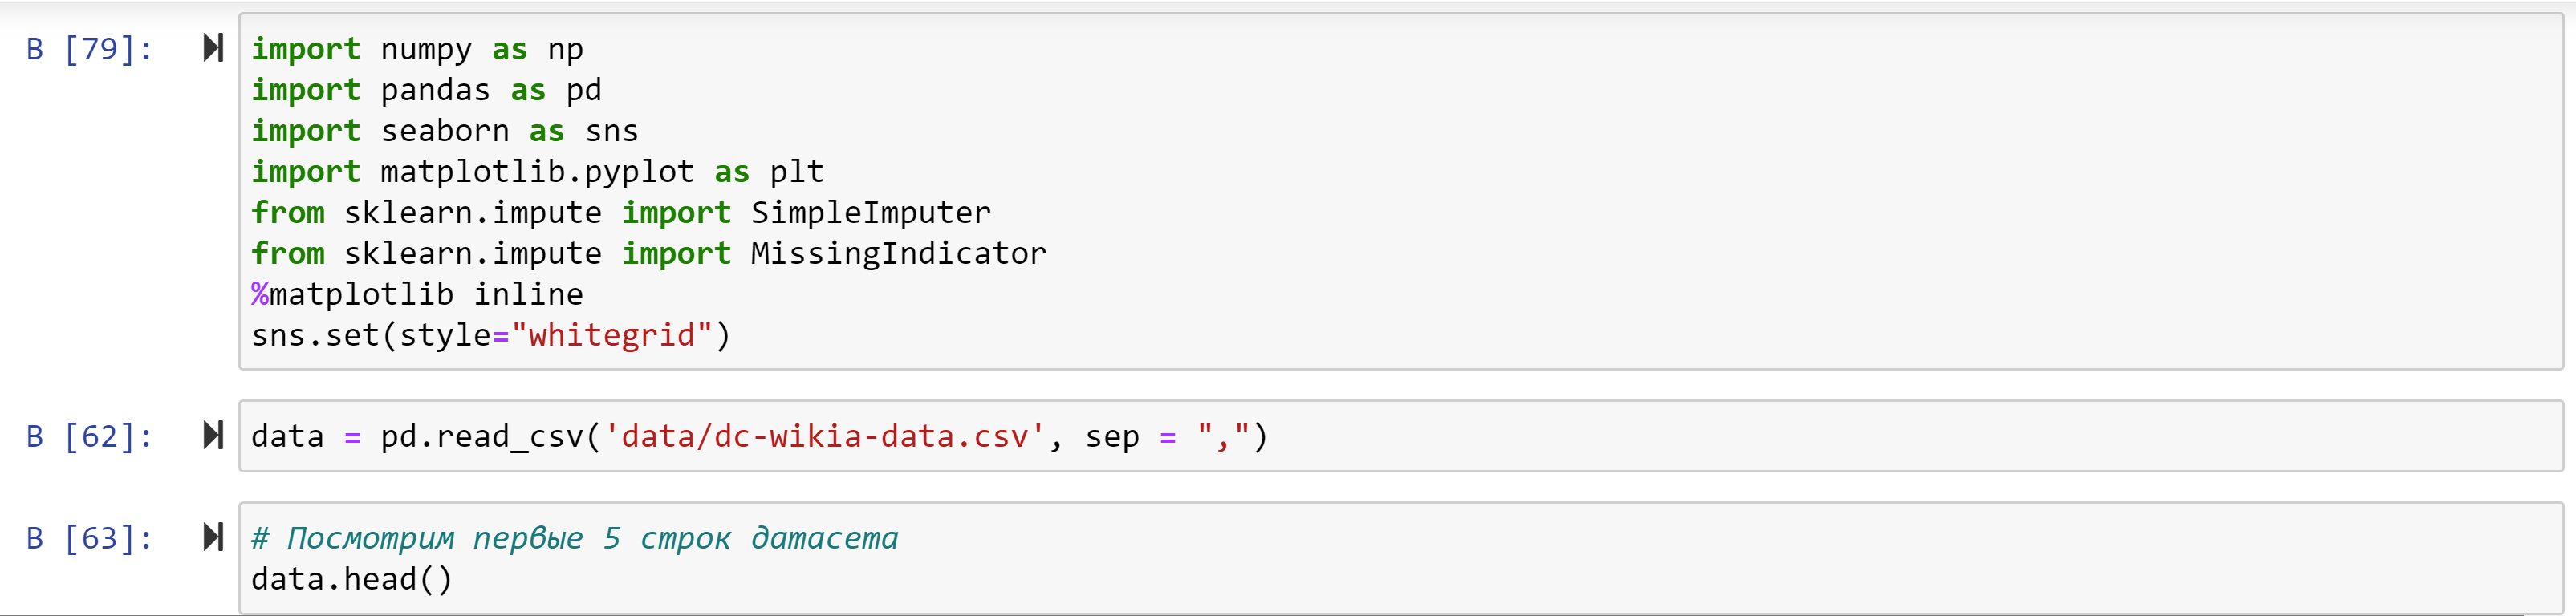 B [79]:
import numpy as np
import pandas as pd
import seaborn as sns
import matplotlib.pyplot as plt
from sklearn.impute import SimpleImputer
from sklearn.impute import MissingIndicator
%matplotlib inline
sns.set(style="whitegrid")
B [62]:
data = pd.read_csv('data/dc-wikia-data.csv', sep = ",")
B [63]:
# Посмотрим первые 5 строк датасета
data.head()